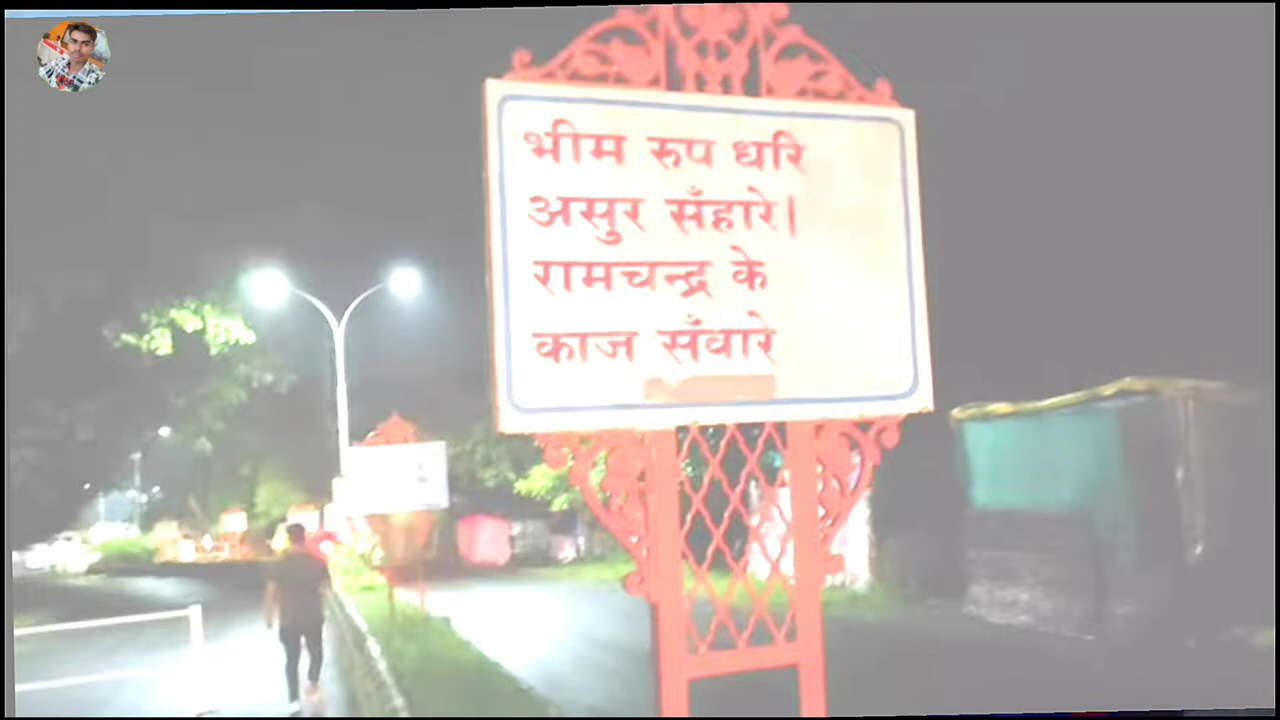 भीम रुप धरि
असुर सँहारे।
रामचन्द्र के
काज सँवारे